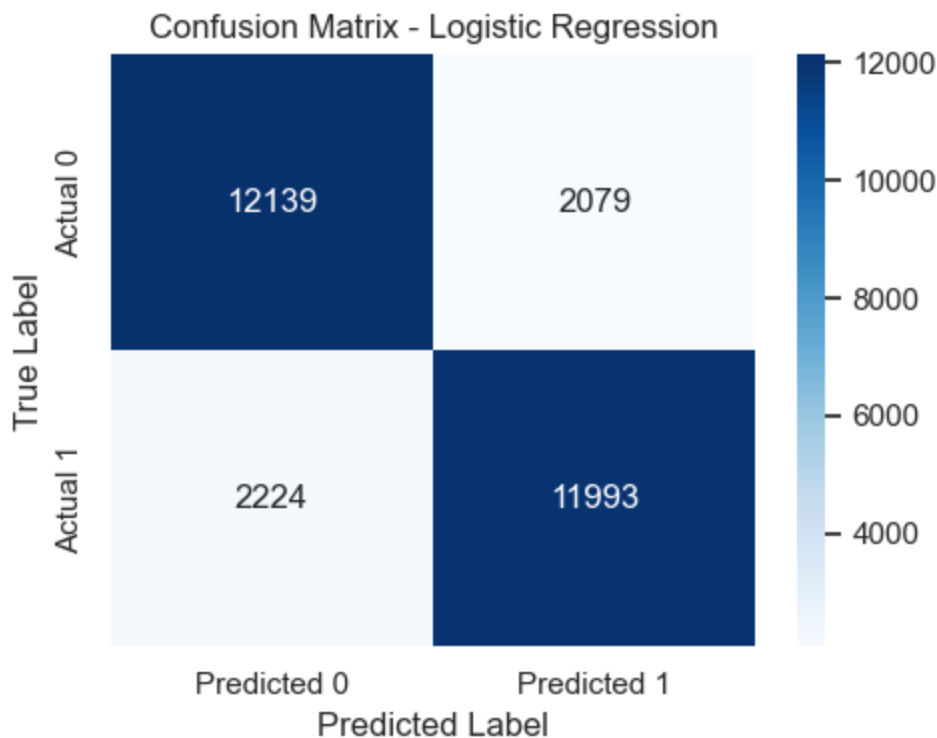 Confusion Matrix - Logistic Regression
12000
10000
8000
6000
4000
True Label
Actual 0
12139 2079
Actual 1
2224 11993
Predicted 0 Predicted 1
Predicted Label